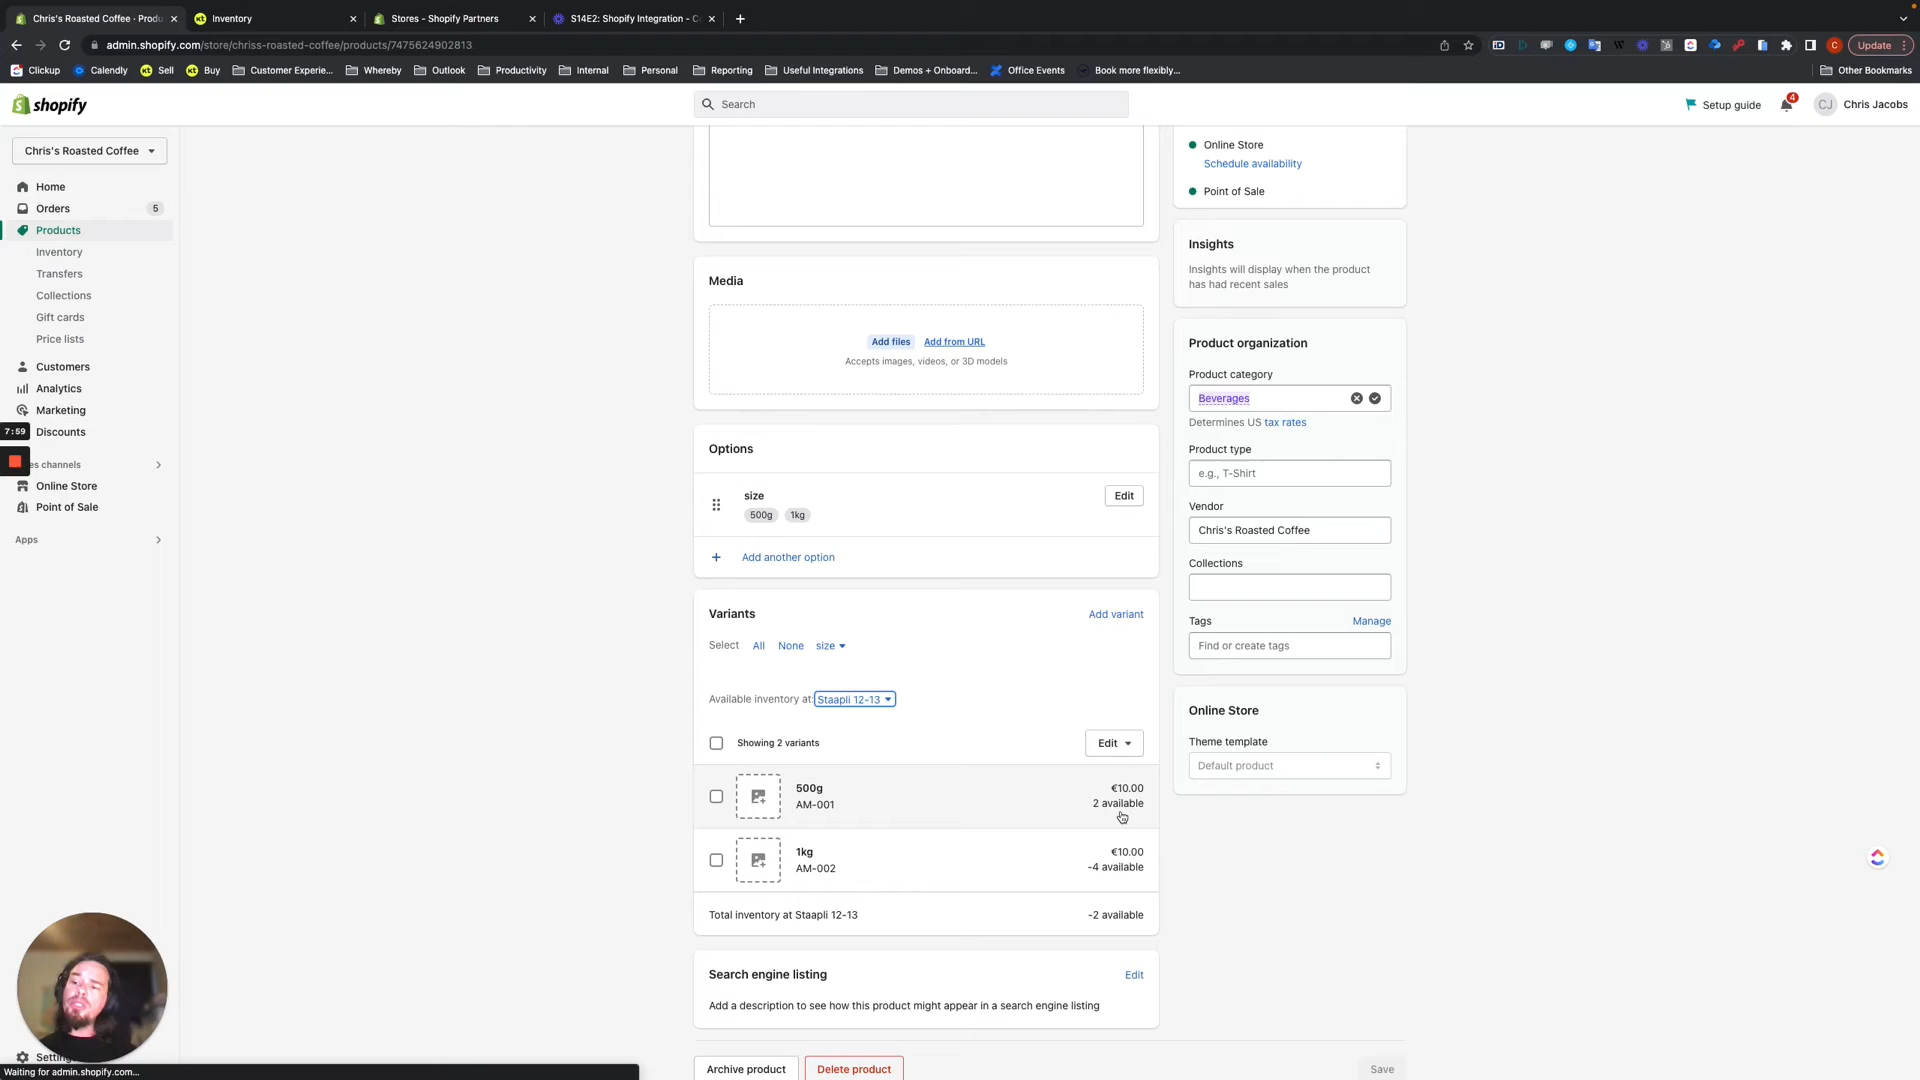 Chris's Roasted Coffee · Produ
Inventory
Stores - Shopify Partners
S14E2: Shopify Integration - C
admin.shopify.com/store/chriss-roasted-coffee/products/7475624902813
Update
Clickup
Calendly
Sell
Buy
Customer Experie...
Whereby
Outlook
Productivity
Internal
Personal
Reporting
Useful Integrations
Demos + Onboard...
Office Events
Book more flexibly...
Other Bookmarks
shopify
Search
Setup guide
4
CJ
Chris Jacobs
Chris's Roasted Coffee
Home
Orders
5
Products
Inventory
Transfers
Collections
Gift cards
Price lists
Customers
Analytics
Marketing
7:59
Discounts
es channels
Online Store
Point of Sale
Apps
Waiting for admin.shopify.com...
Media
Add files
Add from URL
Accepts images, videos, or 3D models
Options
size
500g
1kg
Edit
Add another option
Variants
Add variant
Select
All
None
size
Available inventory at:
Staapli 12-13
Showing 2 variants
Edit
500g
AM-001
€10.00
2 available
1kg
AM-002
€10.00
-4 available
Total inventory at Staapli 12-13
-2 available
Search engine listing
Edit
Add a description to see how this product might appear in a search engine listing
Archive product
Delete product
Save
Online Store
Schedule availability
Point of Sale
Insights
Insights will display when the product
has had recent sales
Product organization
Product category
Beverages
Determines US tax rates
Product type
e.g., T-Shirt
Vendor
Chris's Roasted Coffee
Collections
Tags
Manage
Find or create tags
Online Store
Theme template
Default product